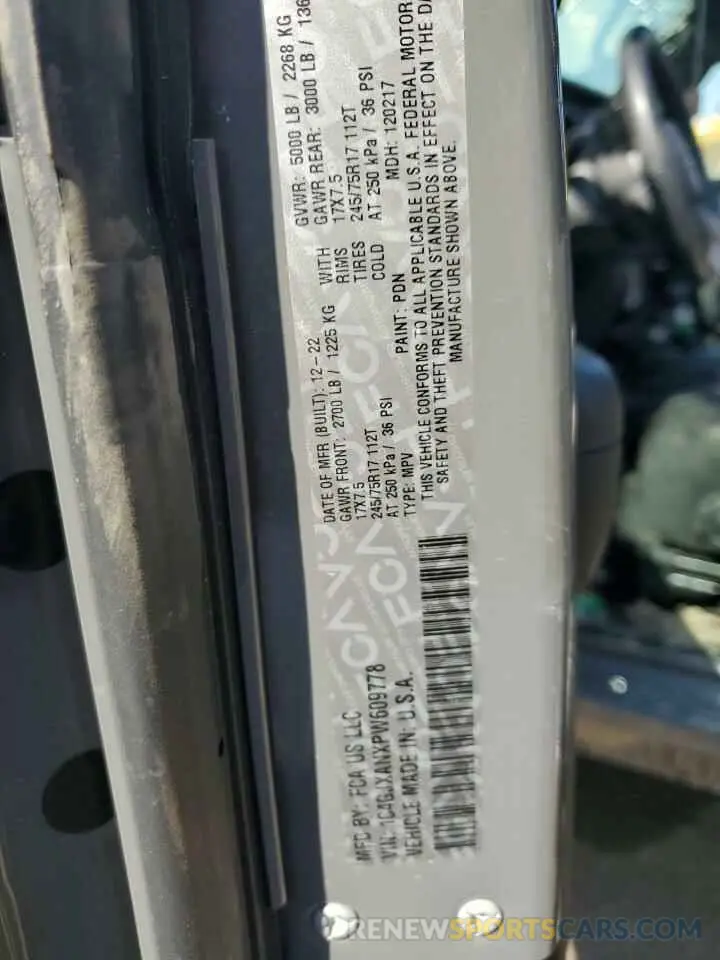 MFD BY: FCA US LLC
DATE OF MFR (BUILT): 12-22
GVWR: 5000 LB / 2268 KG
GAWR FRONT: 2700 LB / 1225 KG
WITH
GAWR REAR: 3000 LB / 136
17X7.5
RIMS
17X7.5
245/75R17 112T
TIRES
245/75R17 112T
AT 250 kPa / 36 PSI
COLD
AT 250 kPa / 36 PSI
VIN: 1C4GJXANXPW609778
TYPE: MPV
PAINT: PDN
MDH: 120217
VEHICLE MADE IN: U.S.A.
THIS VEHICLE CONFORMS TO ALL APPLICABLE U.S.A. FEDERAL MOTOR
SAFETY AND THEFT PREVENTION STANDARDS IN EFFECT ON THE DA
MANUFACTURE SHOWN ABOVE.
RENEWSPORTSCARS.COM